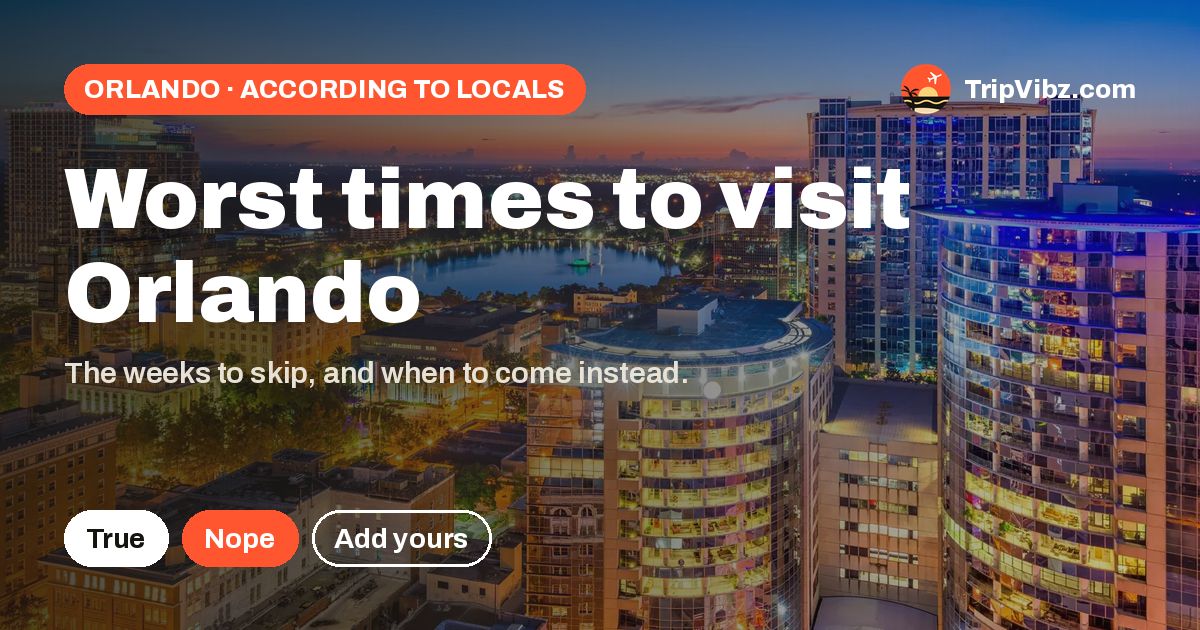 ORLANDO · ACCORDING TO LOCALS
TripVibz.com
Worst times to visit
Orlando
The weeks to skip, and when to come instead.
True
Nope
Add yours